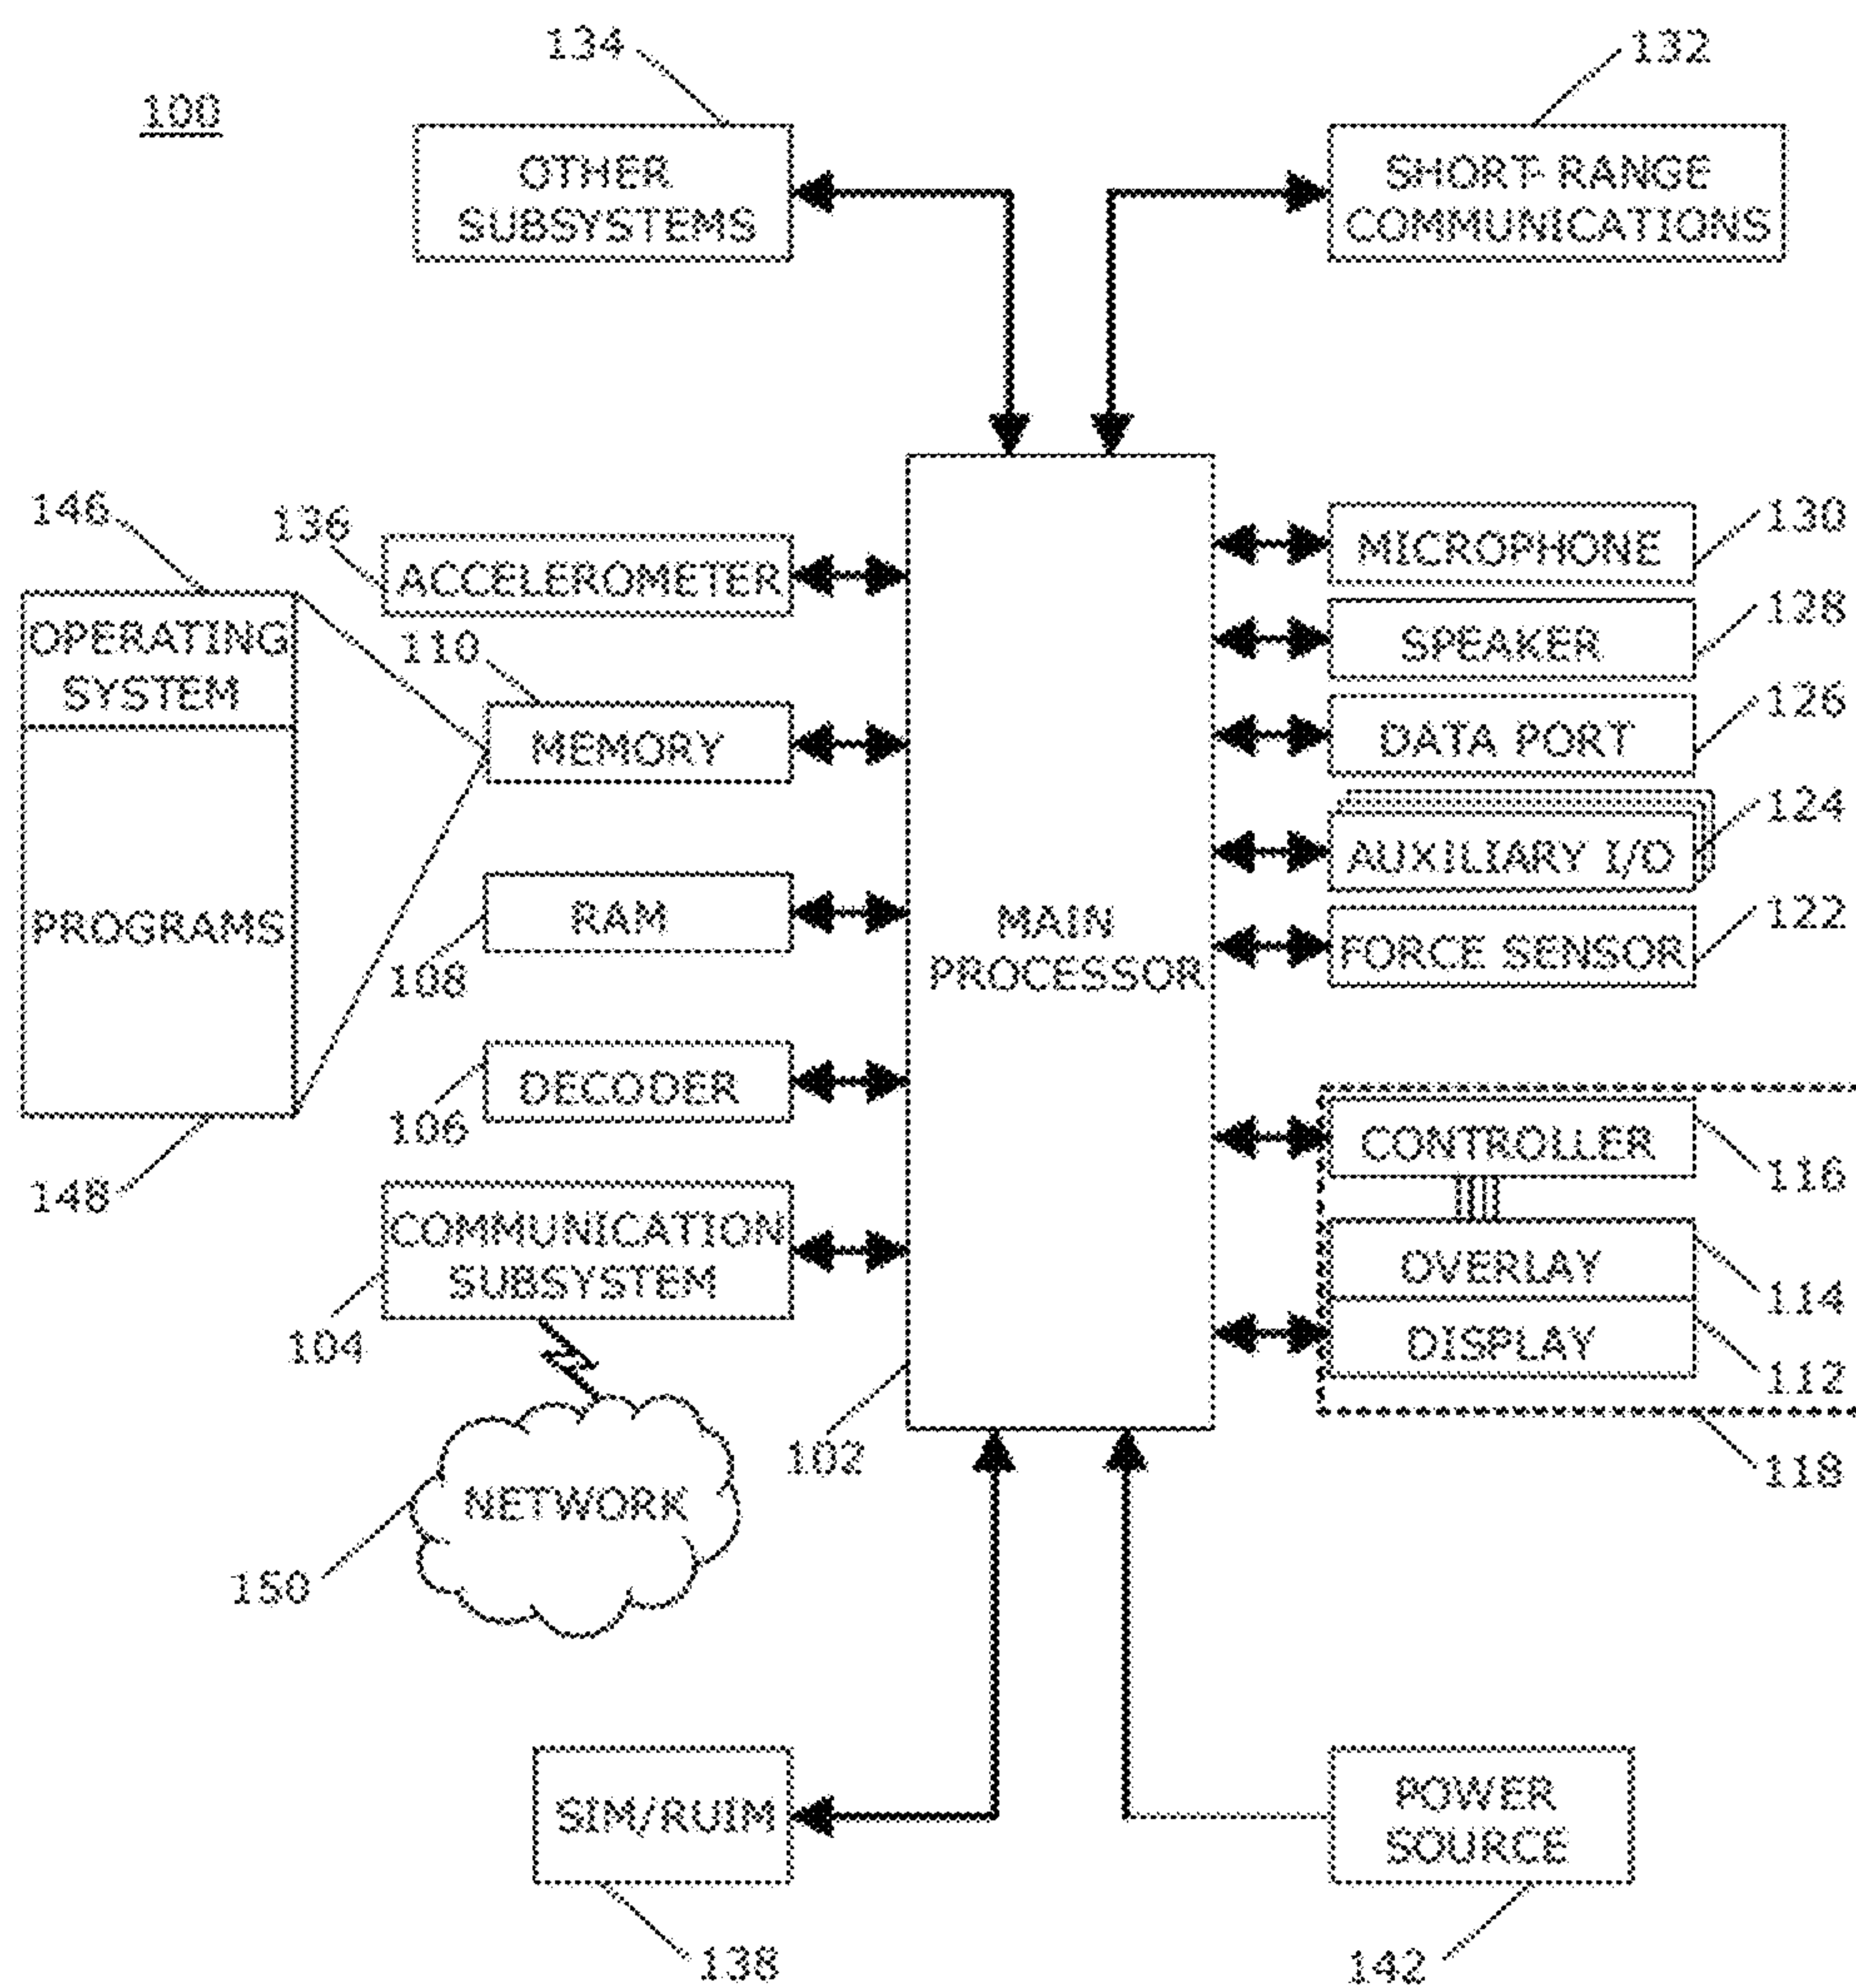 134
132
100
OTHER
SUBSYSTEMS
SHORT-RANGE
COMMUNICATIONS
146
136
ACCELEROMETER
MICROPHONE
130
OPERATING
SYSTEM
110
SPEAKER
128
MEMORY
DATA PORT
126
AUXILIARY I/O
124
PROGRAMS
RAM
108
MAIN
PROCESSOR
FORCE SENSOR
122
DECODER
106
CONTROLLER
116
148
COMMUNICATION
SUBSYSTEM
104
OVERLAY
114
DISPLAY
112
102
118
NETWORK
150
SIM/RUIM
138
POWER
SOURCE
142